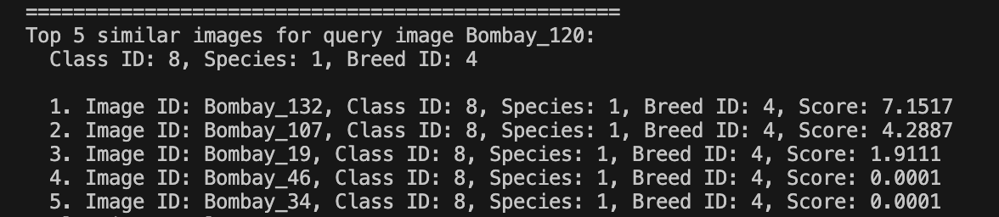 ==================================================
Top 5 similar images for query image Bombay_120:
Class ID: 8, Species: 1, Breed ID: 4
1. Image ID: Bombay_132, Class ID: 8, Species: 1, Breed ID: 4, Score: 7.1517
2. Image ID: Bombay_107, Class ID: 8, Species: 1, Breed ID: 4, Score: 4.2887
3. Image ID: Bombay_19, Class ID: 8, Species: 1, Breed ID: 4, Score: 1.9111
4. Image ID: Bombay_46, Class ID: 8, Species: 1, Breed ID: 4, Score: 0.0001
5. Image ID: Bombay_34, Class ID: 8, Species: 1, Breed ID: 4, Score: 0.0001